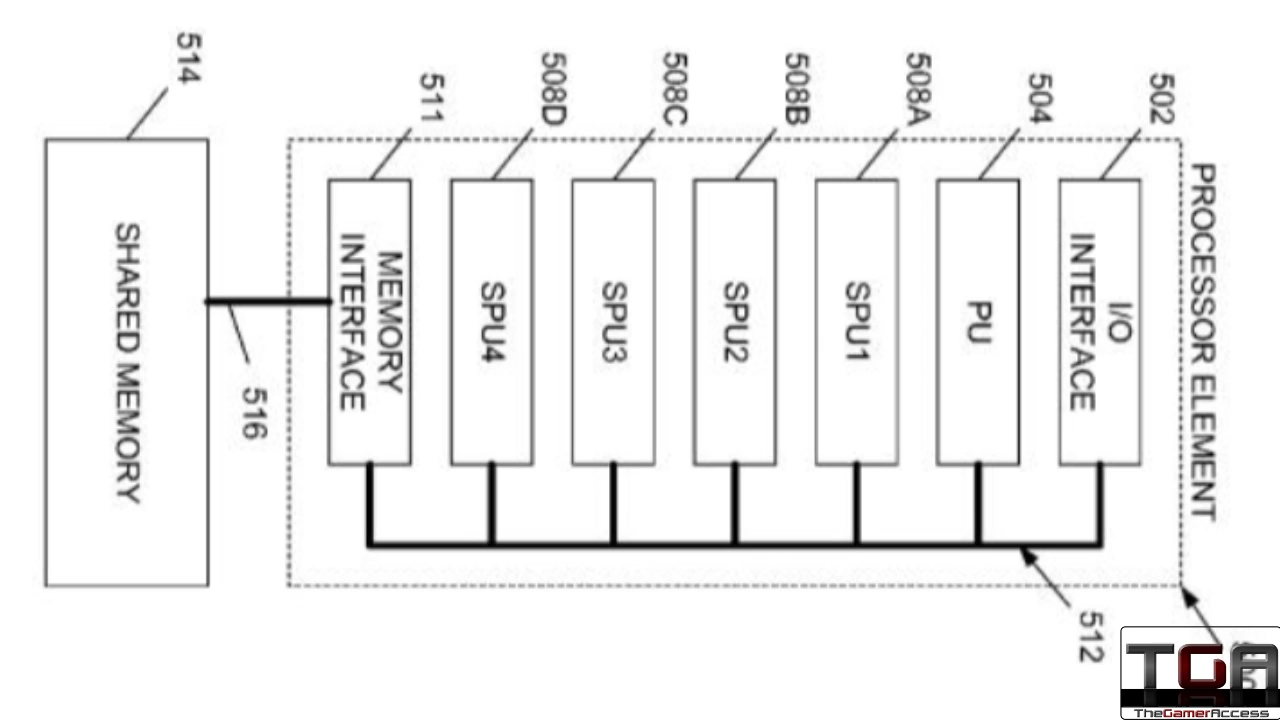 PROCESSOR ELEMENT
502
I/O
INTERFACE
504
PU
508A
SPU1
508B
SPU2
508C
SPU3
508D
SPU4
511
MEMORY
INTERFACE
512
516
514
SHARED MEMORY
TGA
TheGamerAccess